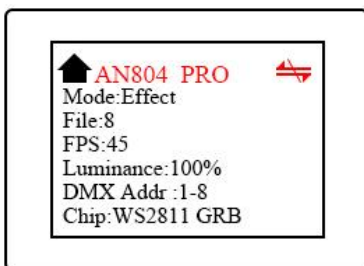 AN804 PRO
Mode:Effect
File:8
FPS:45
Luminance:100%
DMX Addr :1-8
Chip:WS2811 GRB